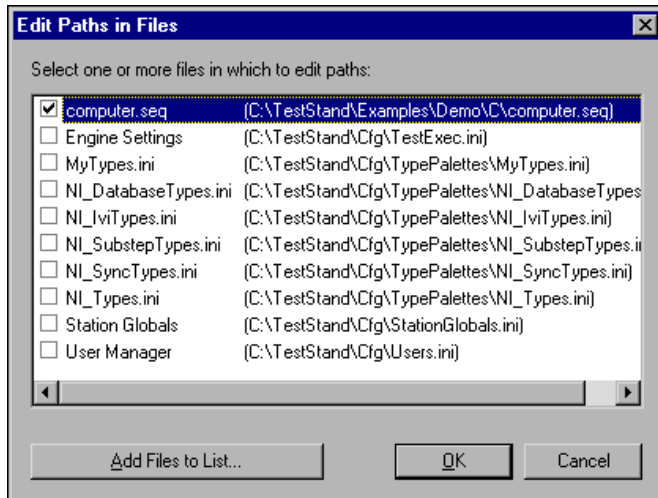 Edit Paths in Files
Select one or more files in which to edit paths:
computer.seq (C:\TestStand\Examples\Demo\C\computer.seq)
Engine Settings (C:\TestStand\Cfg\TestExec.ini)
MyTypes.ini (C:\TestStand\Cfg\TypePalettes\MyTypes.ini)
NI_DatabaseTypes.ini (C:\TestStand\Cfg\TypePalettes\NI_DatabaseTypes
NI_IviTypes.ini (C:\TestStand\Cfg\TypePalettes\NI_IviTypes.ini)
NI_SubstepTypes.ini (C:\TestStand\Cfg\TypePalettes\NI_SubstepTypes.i
NI_SyncTypes.ini (C:\TestStand\Cfg\TypePalettes\NI_SyncTypes.ini)
NI_Types.ini (C:\TestStand\Cfg\TypePalettes\NI_Types.ini)
Station Globals (C:\TestStand\Cfg\StationGlobals.ini)
User Manager (C:\TestStand\Cfg\Users.ini)
Add Files to List... OK Cancel